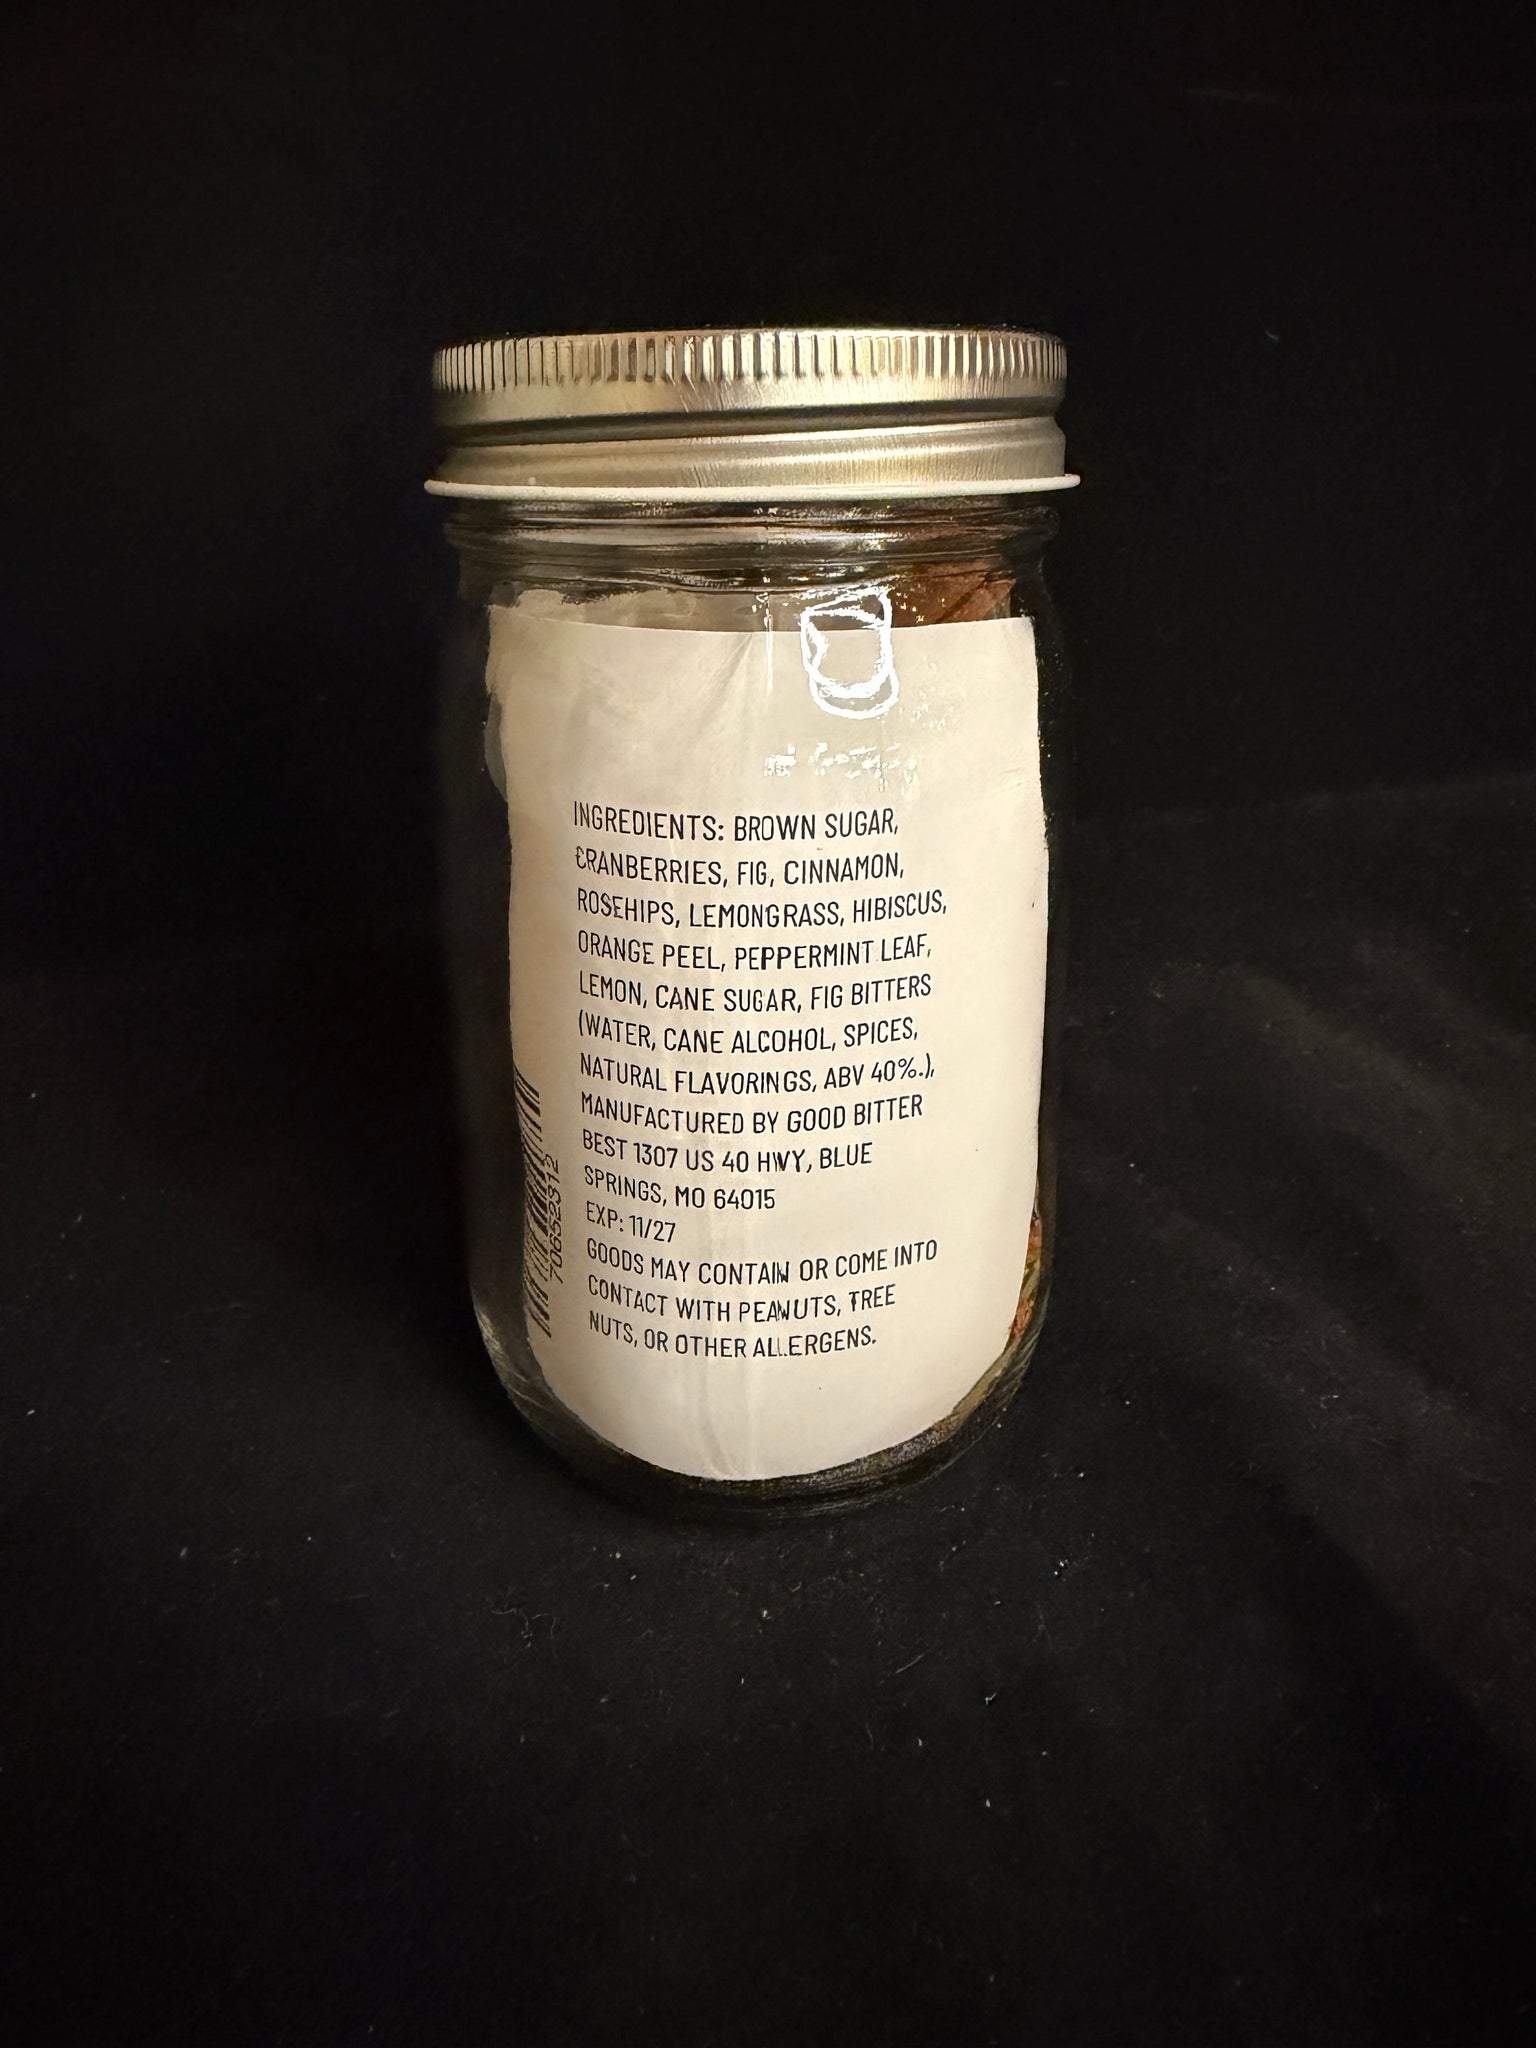 INGREDIENTS: BROWN SUGAR,
CRANBERRIES, FIG, CINNAMON,
ROSEHIPS, LEMONGRASS, HIBISCUS,
ORANGE PEEL, PEPPERMINT LEAF,
LEMON, CANE SUGAR, FIG BITTERS
(WATER, CANE ALCOHOL, SPICES,
NATURAL FLAVORINGS, ABV 40%.),
MANUFACTURED BY GOOD BITTER
BEST 1307 US 40 HWY, BLUE
SPRINGS, MO 64015
EXP: 11/27
GOODS MAY CONTAIN OR COME INTO
CONTACT WITH PEANUTS, TREE
NUTS, OR OTHER ALLERGENS.
70652312